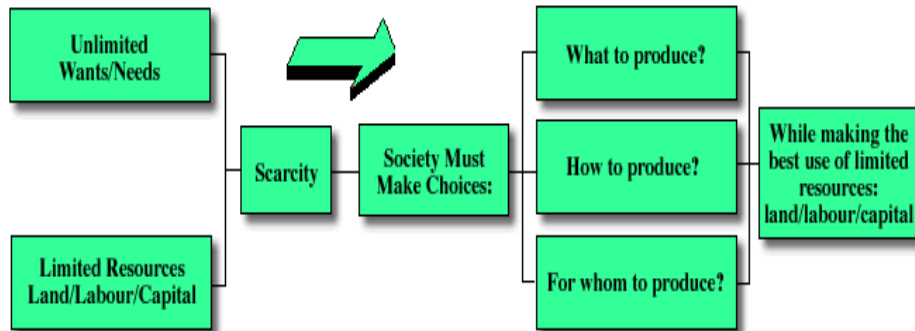 Unlimited
Wants/Needs
Limited Resources
Land/Labour/Capital
Scarcity
Society Must
Make Choices:
What to produce?
How to produce?
For whom to produce?
While making the
best use of limited
resources:
land/labour/capital